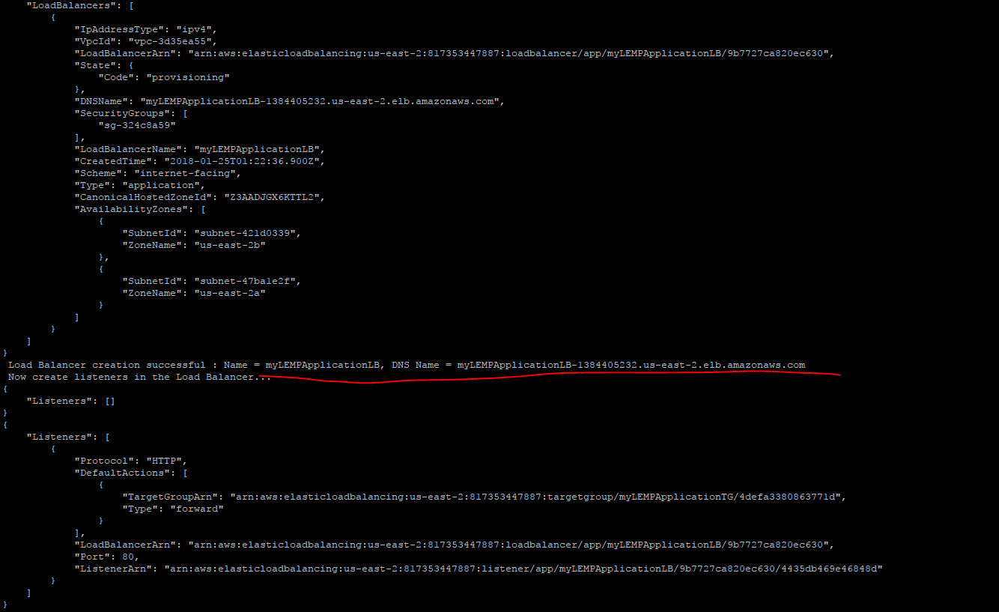 "LoadBalancers": [
        {
            "IpAddressType": "ipv4",
            "VpcId": "vpc-3d35ea55",
            "LoadBalancerArn": "arn:aws:elasticloadbalancing:us-east-2:817353447887:loadbalancer/app/myLEMPApplicationLB/9b7727ca820ec630",
            "State": {
                "Code": "provisioning"
            },
            "DNSName": "myLEMPApplicationLB-1384405232.us-east-2.elb.amazonaws.com",
            "SecurityGroups": [
                "sg-324c8a59"
            ],
            "LoadBalancerName": "myLEMPApplicationLB",
            "CreatedTime": "2018-01-25T01:22:36.900Z",
            "Scheme": "internet-facing",
            "Type": "application",
            "CanonicalHostedZoneId": "Z3AADJGX6KTTL2",
            "AvailabilityZones": [
                {
                    "SubnetId": "subnet-421d0339",
                    "ZoneName": "us-east-2b"
                },
                {
                    "SubnetId": "subnet-47ba1e2f",
                    "ZoneName": "us-east-2a"
                }
            ]
        }
    ]
}
 Load Balancer creation successful : Name = myLEMPApplicationLB, DNS Name = myLEMPApplicationLB-1384405232.us-east-2.elb.amazonaws.com
 Now create listeners in the Load Balancer...
{
    "Listeners": []
}
{
    "Listeners": [
        {
            "Protocol": "HTTP",
            "DefaultActions": [
                {
                    "TargetGroupArn": "arn:aws:elasticloadbalancing:us-east-2:817353447887:targetgroup/myLEMPApplicationTG/4defa3380863771d",
                    "Type": "forward"
                }
            ],
            "LoadBalancerArn": "arn:aws:elasticloadbalancing:us-east-2:817353447887:loadbalancer/app/myLEMPApplicationLB/9b7727ca820ec630",
            "Port": 80,
            "ListenerArn": "arn:aws:elasticloadbalancing:us-east-2:817353447887:listener/app/myLEMPApplicationLB/9b7727ca820ec630/4435db469e46848d"
        }
    ]
}